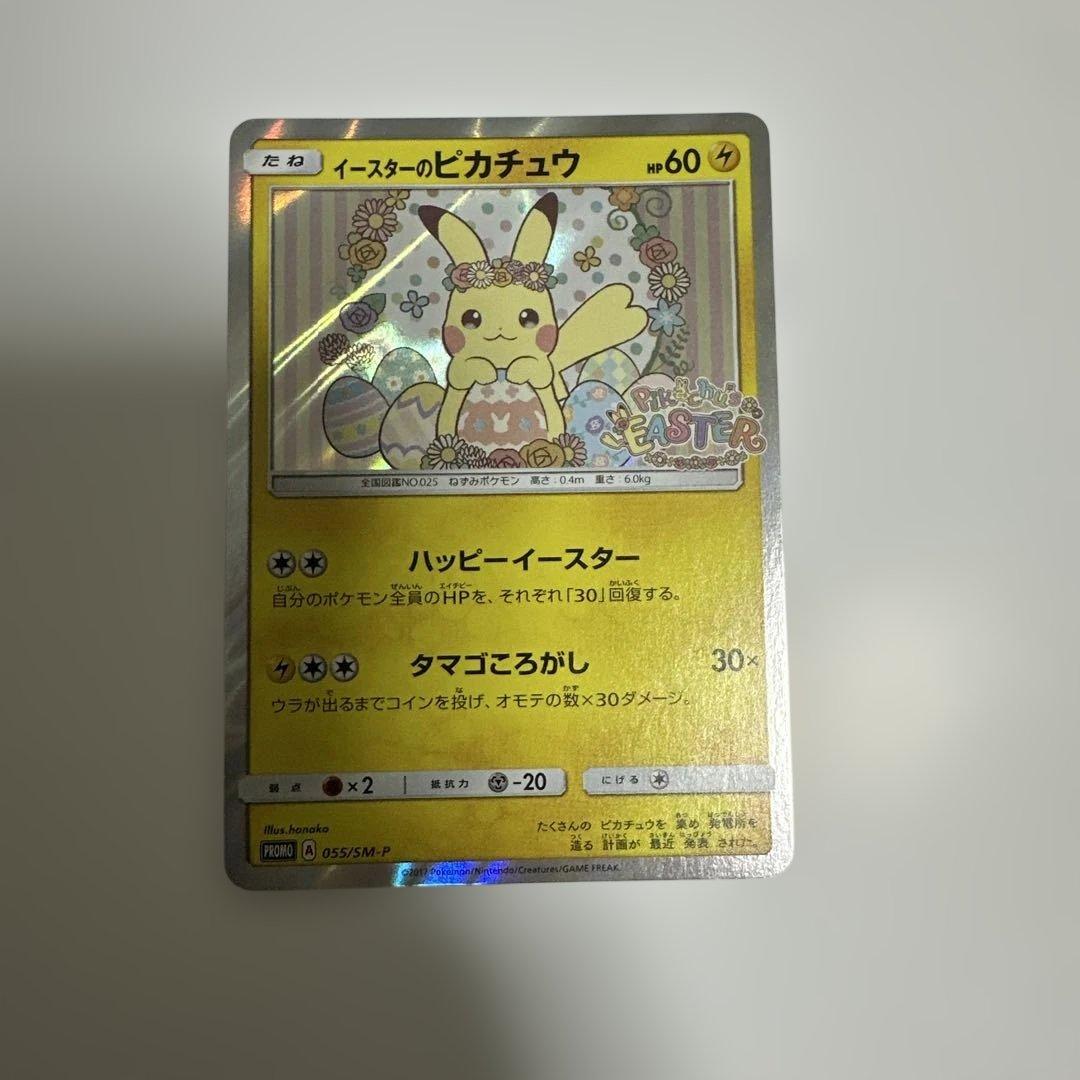 たね イースターのピカチュウ HP60
Pikachu's
EASTER
全国図鑑NO.025 ねずみポケモン 高さ:0.4m 重さ:6.0kg
ハッピーイースター
自分のポケモン全員のHPを、それぞれ「30」回復する。
タマゴころがし 30×
ウラが出るまでコインを投げ、オモテの数×30ダメージ。
弱点 ×2 抵抗力 -20 にげる
Illus.hanako
たくさんの ピカチュウを 集め 発電所を
造る 計画が 最近 発表 された。
PROMO A 055/SM-P
©2017 Pokémon/Nintendo/Creatures/GAME FREAK.